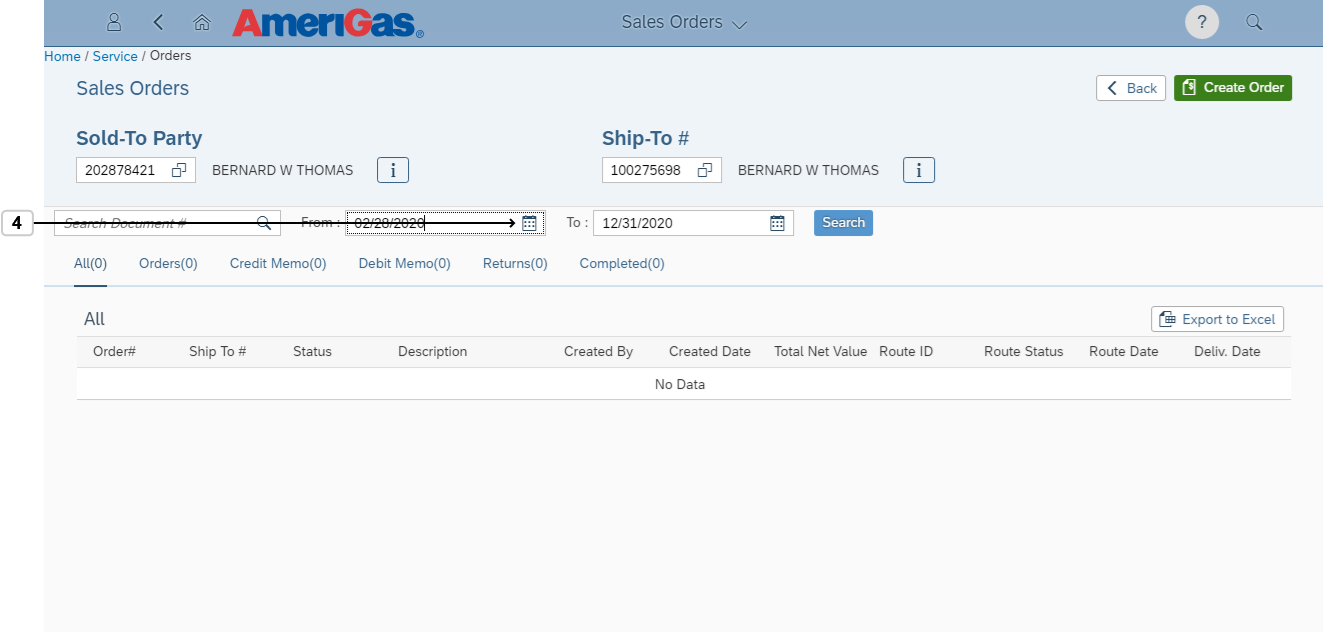 AmeriGas®
Sales Orders
?
Home / Service / Orders
Sales Orders
Back
Create Order
Sold-To Party
Ship-To #
202878421
BERNARD W THOMAS
i
100275698
BERNARD W THOMAS
i
4
Search Document #
From :
02/28/2020
To :
12/31/2020
Search
All(0)
Orders(0)
Credit Memo(0)
Debit Memo(0)
Returns(0)
Completed(0)
All
Export to Excel
Order#
Ship To #
Status
Description
Created By
Created Date
Total Net Value
Route ID
Route Status
Route Date
Deliv. Date
No Data